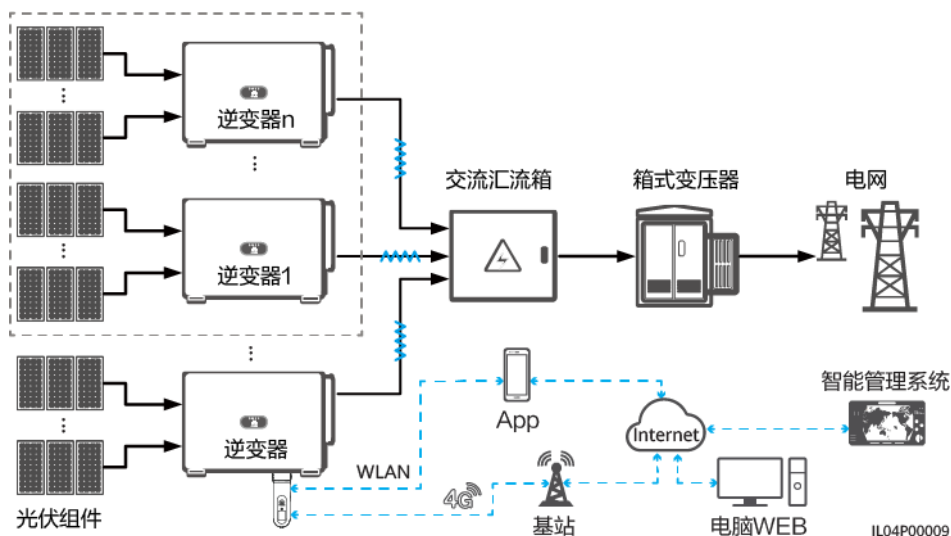 逆变器n
逆变器1
交流汇流箱
箱式变压器
电网
逆变器
光伏组件
WLAN
4G
App
基站
Internet
电脑WEB
智能管理系统
IL04P00009